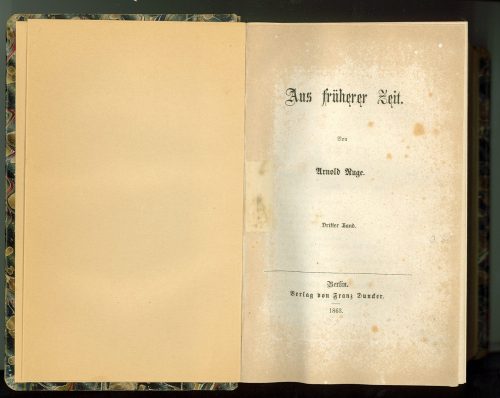 Aus früherer Zeit.
Von
Arnold Ruge.
Dritter Band.
Berlin.
Verlag von Franz Duncker.
1863.